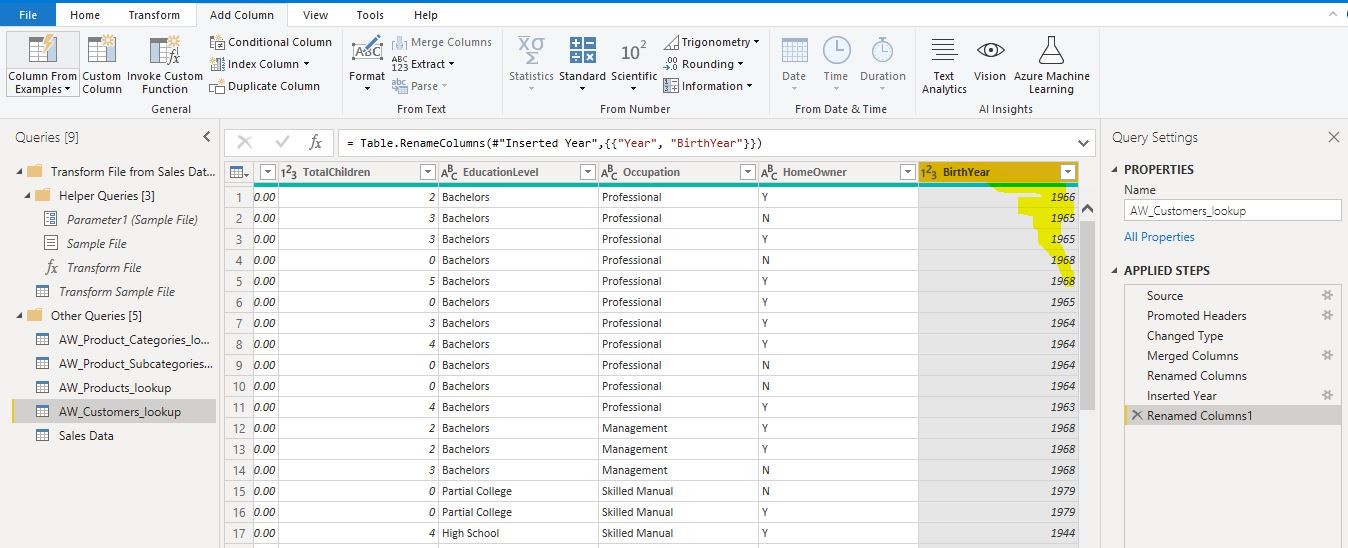 File Home Transform Add Column View Tools Help
Column From Examples
Custom Column
Invoke Custom Function
Conditional Column
Index Column
Duplicate Column
General
Format
Merge Columns
Extract
Parse
From Text
Statistics
Standard
Scientific
Trigonometry
Rounding
Information
From Number
Date
Time
Duration
From Date & Time
Text Analytics
Vision
Azure Machine Learning
AI Insights
Queries [9]
Transform File from Sales Dat...
Helper Queries [3]
Parameter1 (Sample File)
Sample File
Transform File
Transform Sample File
Other Queries [5]
AW_Product_Categories_lo...
AW_Product_Subcategories...
AW_Products_lookup
AW_Customers_lookup
Sales Data
= Table.RenameColumns(#"Inserted Year",{{"Year", "BirthYear"}})
TotalChildren EducationLevel Occupation HomeOwner BirthYear
1 0.00 2 Bachelors Professional Y 1966
2 0.00 3 Bachelors Professional N 1965
3 0.00 3 Bachelors Professional Y 1965
4 0.00 0 Bachelors Professional N 1968
5 0.00 5 Bachelors Professional Y 1968
6 0.00 0 Bachelors Professional Y 1965
7 0.00 3 Bachelors Professional Y 1964
8 0.00 4 Bachelors Professional Y 1964
9 0.00 0 Bachelors Professional N 1964
10 0.00 0 Bachelors Professional N 1964
11 0.00 4 Bachelors Professional Y 1963
12 0.00 2 Bachelors Management Y 1968
13 0.00 2 Bachelors Management Y 1968
14 0.00 3 Bachelors Management N 1968
15 0.00 0 Partial College Skilled Manual N 1979
16 0.00 0 Partial College Skilled Manual Y 1979
17 0.00 4 High School Skilled Manual Y 1944
Query Settings
PROPERTIES
Name
AW_Customers_lookup
All Properties
APPLIED STEPS
Source
Promoted Headers
Changed Type
Merged Columns
Renamed Columns
Inserted Year
Renamed Columns1